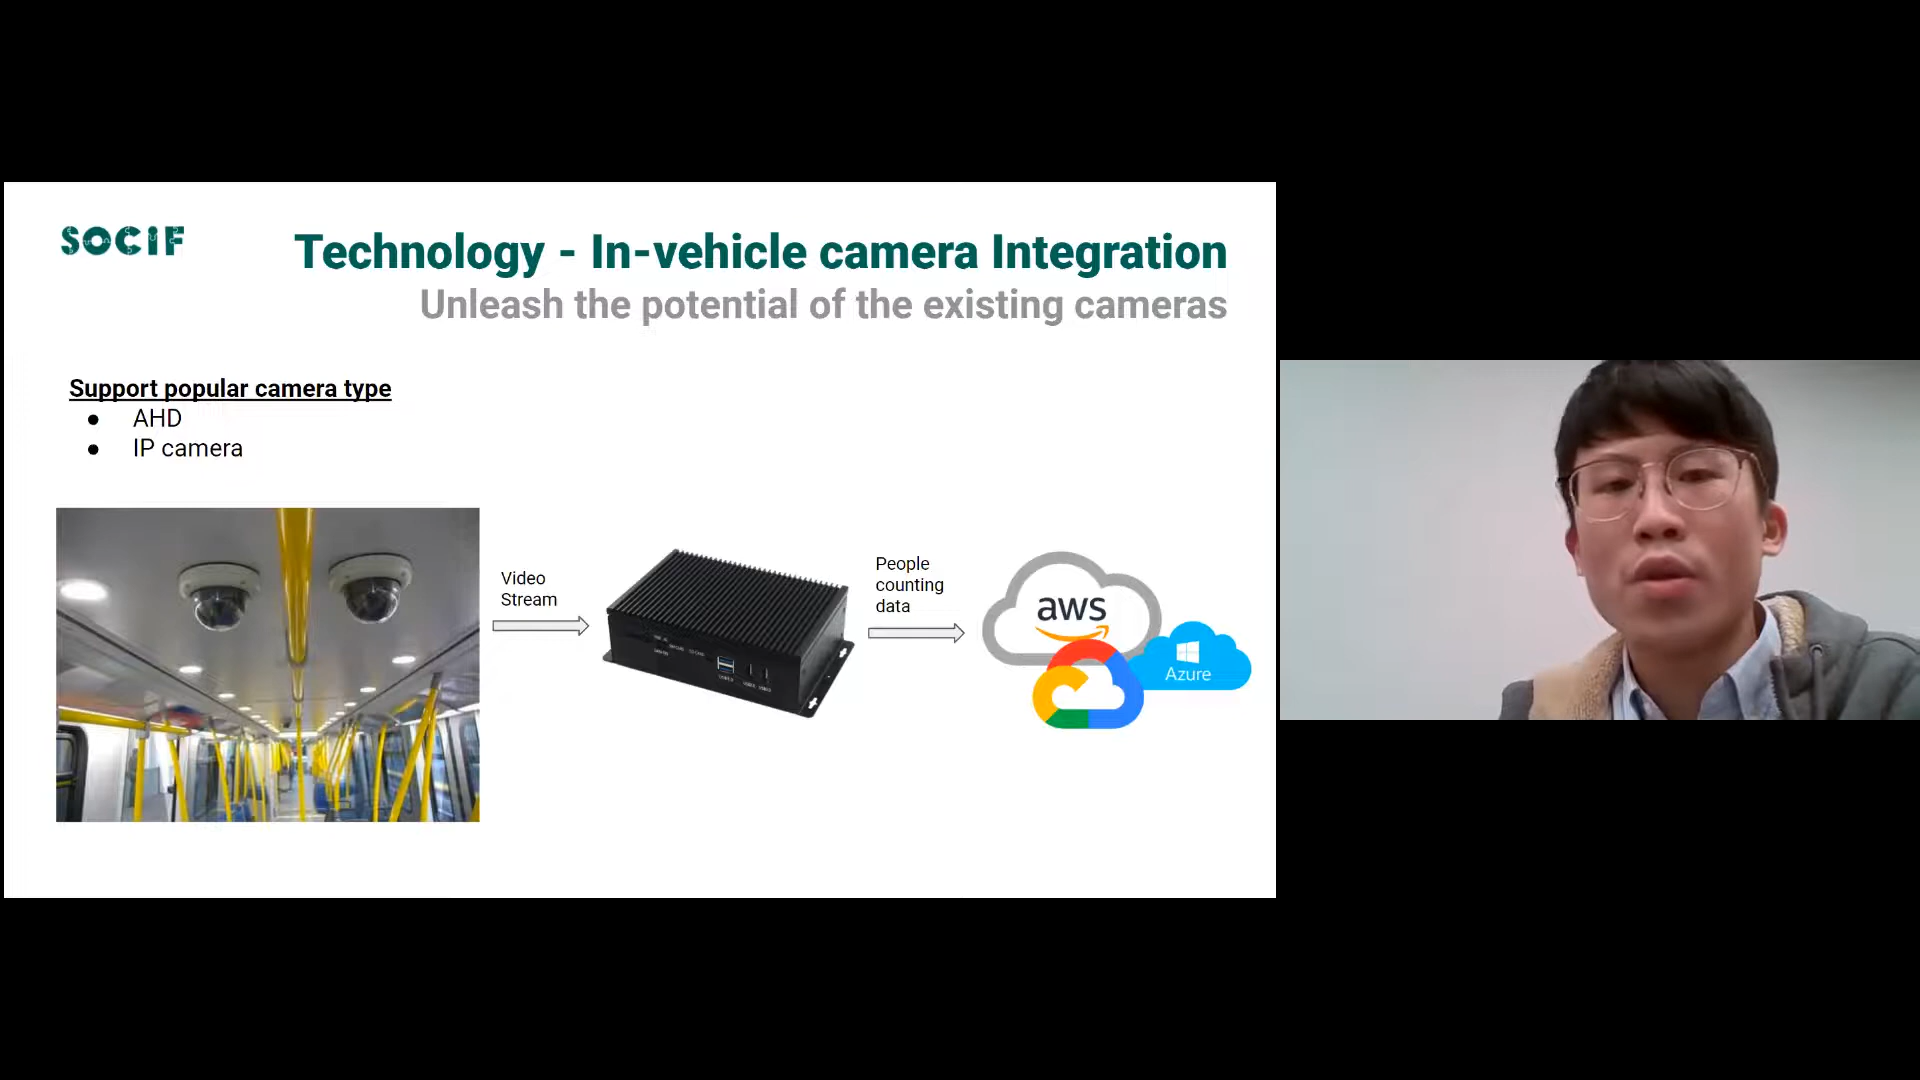 SOCIF
Technology - In-vehicle camera Integration
Unleash the potential of the existing cameras
Support popular camera type
● AHD
● IP camera
Video
Stream
People
counting
data
aws
Azure